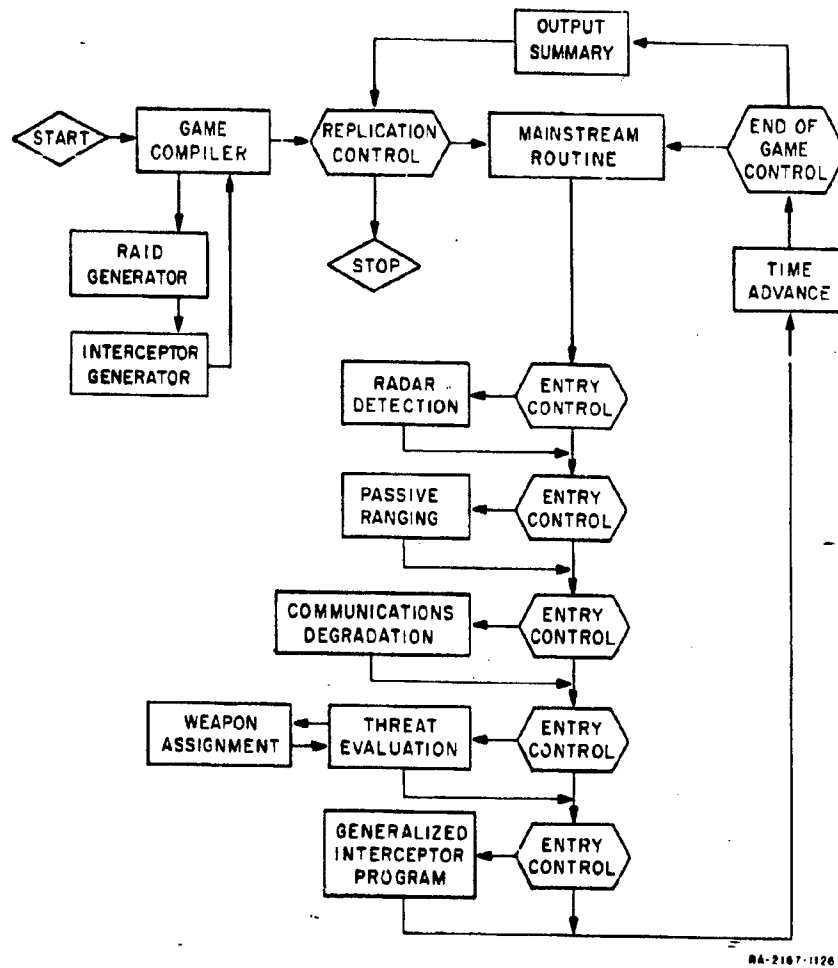 OUTPUT
SUMMARY
START
GAME
COMPILER
REPLICATION
CONTROL
MAINSTREAM
ROUTINE
END OF
GAME
CONTROL
RAID
GENERATOR
STOP
TIME
ADVANCE
INTERCEPTOR
GENERATOR
RADAR
DETECTION
ENTRY
CONTROL
PASSIVE
RANGING
ENTRY
CONTROL
COMMUNICATIONS
DEGRADATION
ENTRY
CONTROL
WEAPON
ASSIGNMENT
THREAT
EVALUATION
ENTRY
CONTROL
GENERALIZED
INTERCEPTOR
PROGRAM
ENTRY
CONTROL
RA-2167-1126